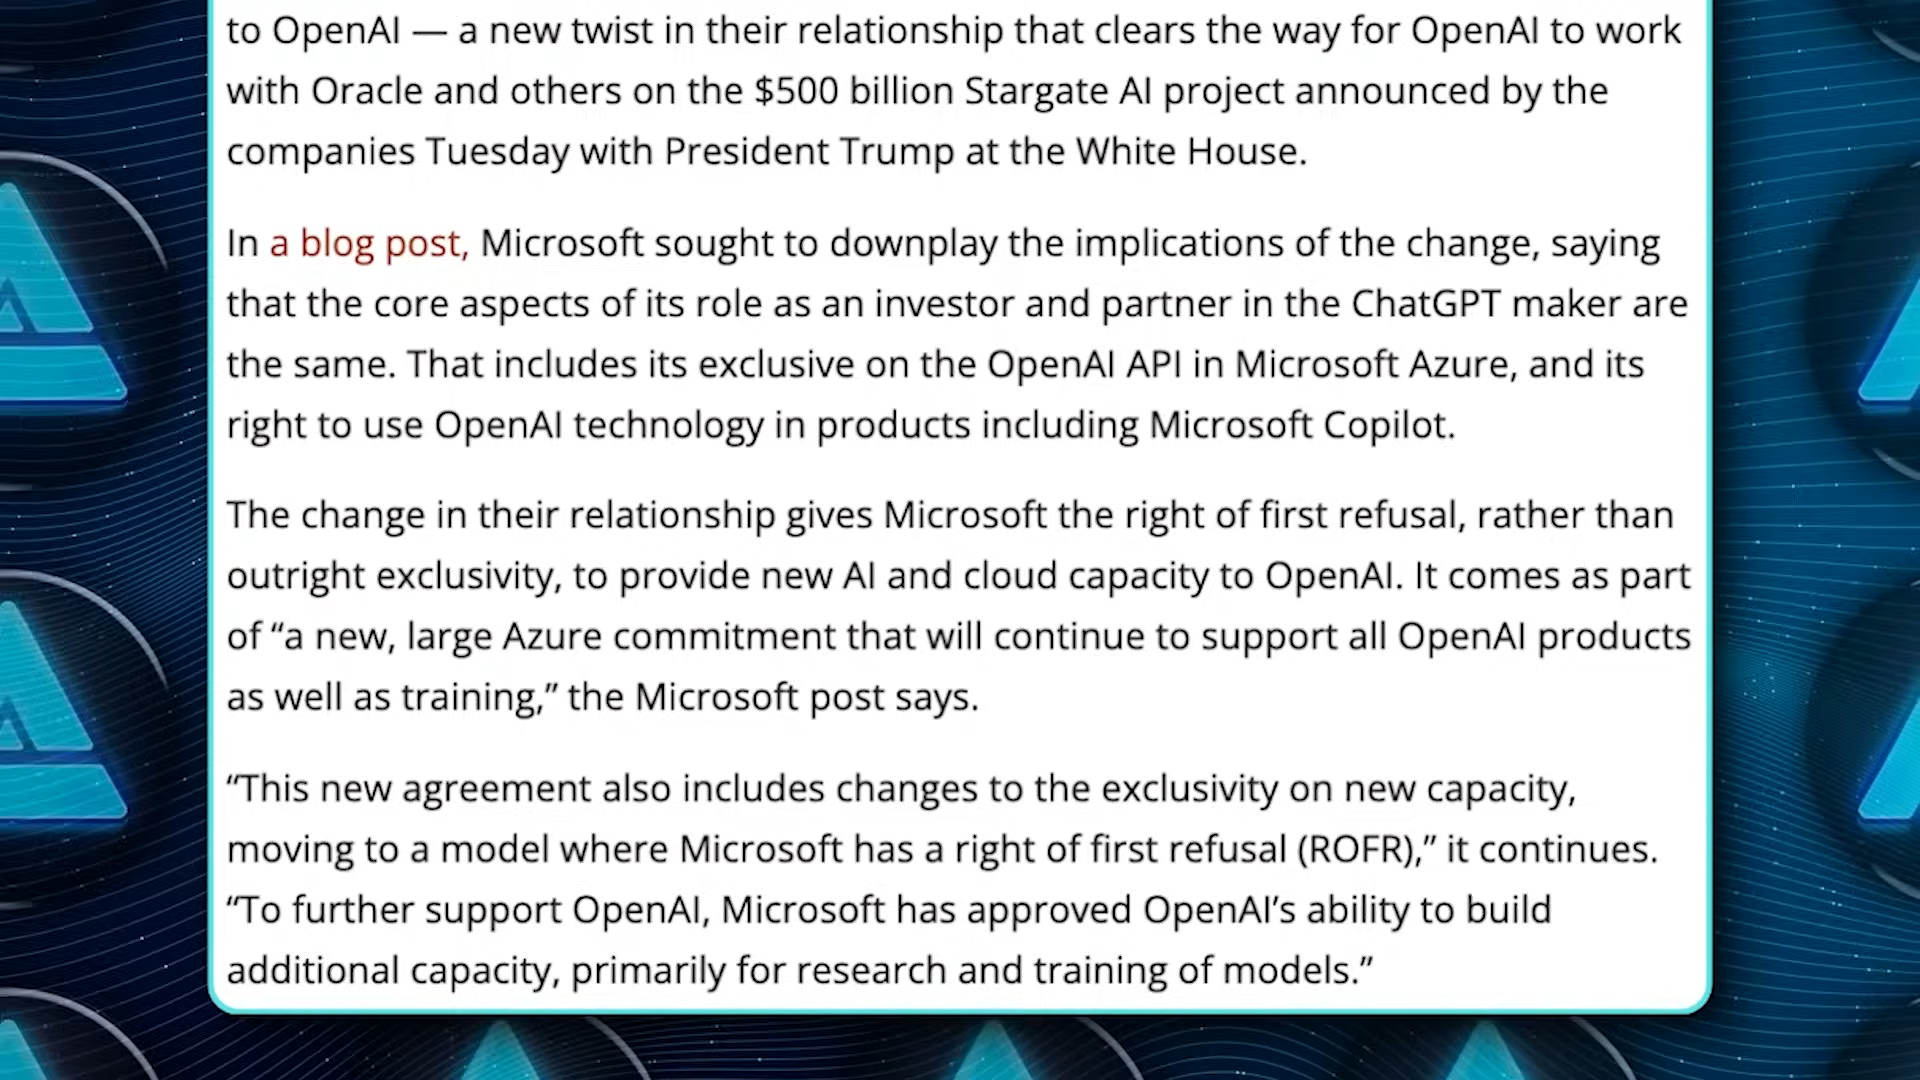 to OpenAI — a new twist in their relationship that clears the way for OpenAI to work
with Oracle and others on the $500 billion Stargate AI project announced by the
companies Tuesday with President Trump at the White House.
In a blog post, Microsoft sought to downplay the implications of the change, saying
that the core aspects of its role as an investor and partner in the ChatGPT maker are
the same. That includes its exclusive on the OpenAI API in Microsoft Azure, and its
right to use OpenAI technology in products including Microsoft Copilot.
The change in their relationship gives Microsoft the right of first refusal, rather than
outright exclusivity, to provide new AI and cloud capacity to OpenAI. It comes as part
of “a new, large Azure commitment that will continue to support all OpenAI products
as well as training,” the Microsoft post says.
“This new agreement also includes changes to the exclusivity on new capacity,
moving to a model where Microsoft has a right of first refusal (ROFR),” it continues.
“To further support OpenAI, Microsoft has approved OpenAI’s ability to build
additional capacity, primarily for research and training of models.”